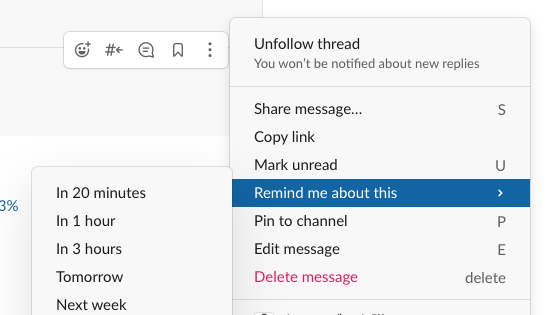 Unfollow thread
You won't be notified about new replies
Share message... S
Copy link
Mark unread U
Remind me about this
Pin to channel P
Edit message E
Delete message delete
In 20 minutes
In 1 hour
In 3 hours
Tomorrow
Next week
3%